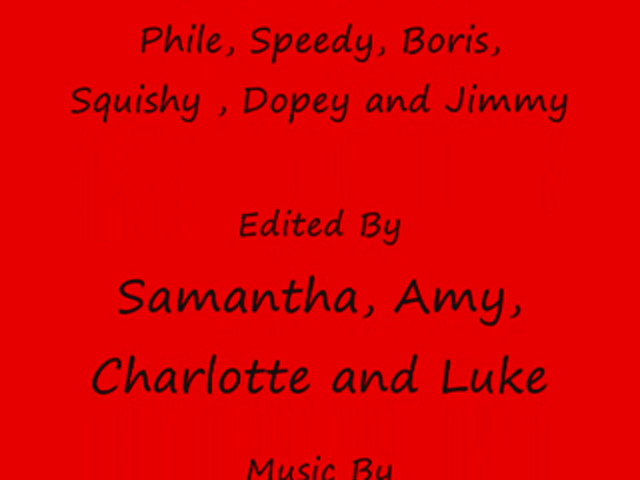 Phile, Speedy, Boris,
Squishy , Dopey and Jimmy
Edited By
Samantha, Amy,
Charlotte and Luke
Music By